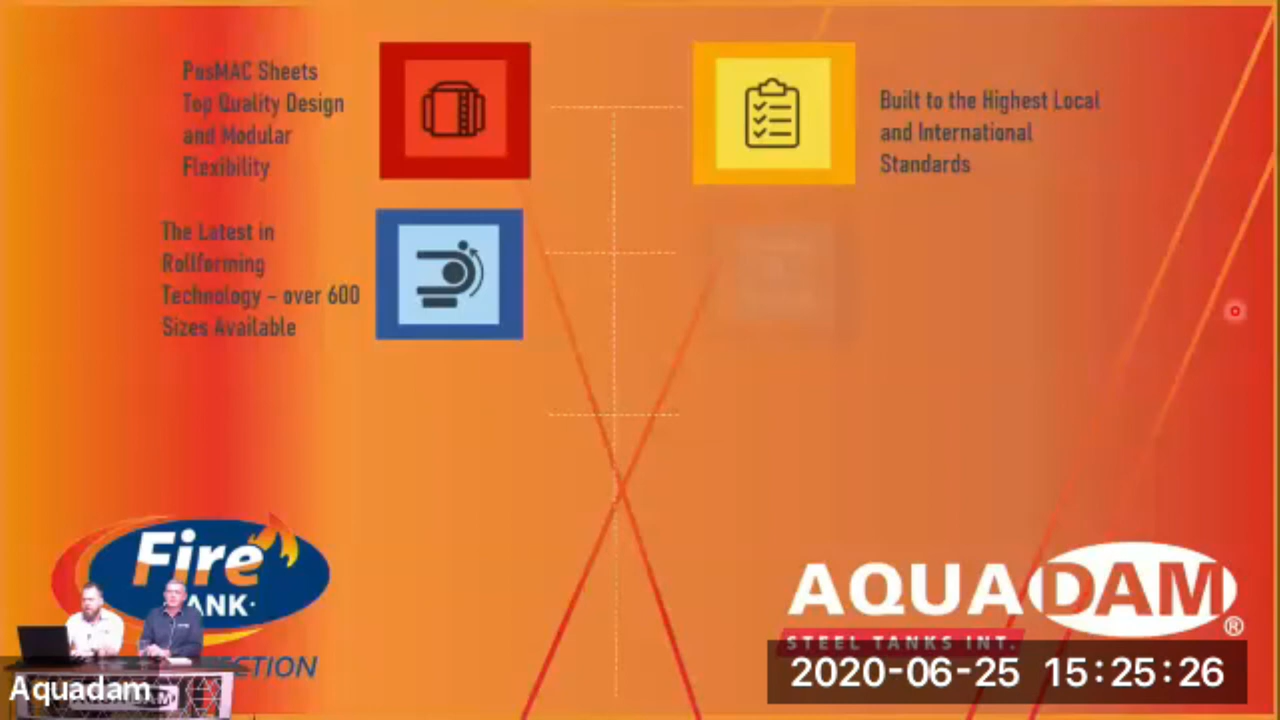 PosMAC Sheets
Top Quality Design
and Modular
Flexibility
Built to the Highest Local
and International
Standards
The Latest in
Rollforming
Technology – over 600
Sizes Available
Fire
ANK
ECTION
AQUADAM®
STEEL TANKS INT.
2020-06-25 15:25:26
Aquadam
AQUADAM